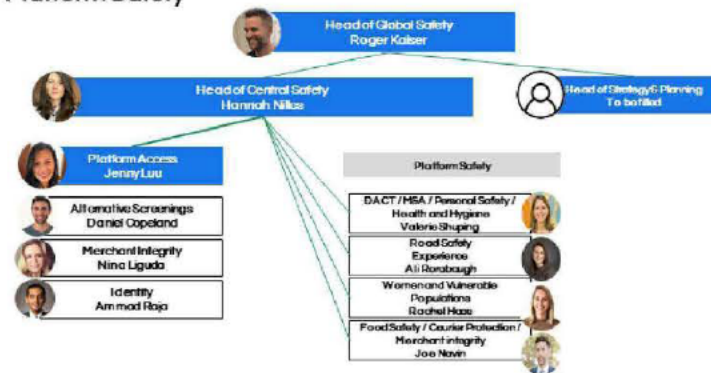 Platform Safety
Head of Global Safety
Roger Kaiser
Head of Central Safety
Hannah Nilles
Head of Strategy & Planning
To be filled
Platform Access
Jenny Luu
Platform Safety
Alternative Screenings
Daniel Copeland
Merchant Integrity
Nina Liguda
Identity
Ammad Raja
DACT / MSA / Personal Safety /
Health and Hygiene
Valerie Shuping
Road Safety
Experience
Ali Rorabaugh
Women and Vulnerable
Populations
Rachel Haas
Food Safety / Courier Protection /
Merchant integrity
Joe Navin